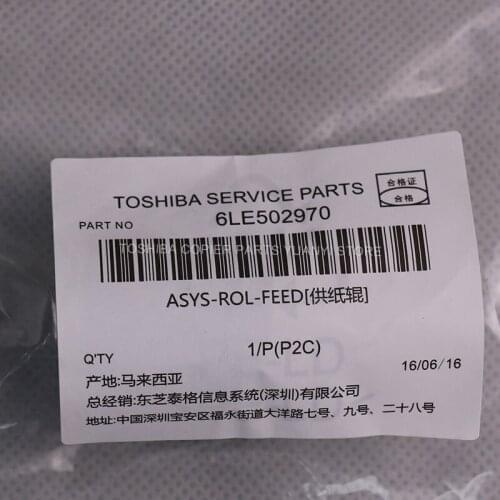 TOSHIBA SERVICE PARTS
合格证
合格
PART NO
6LE502970
TOSHIBA COPIER PARTS TIANYI STORE
ASYS-ROL-FEED[供纸辊]
Q'TY
1/P(P2C)
16/06/16
产地:马来西亚
总经销:东芝泰格信息系统(深圳)有限公司
地址:中国深圳宝安区福永街道大洋路七号、九号、二十八号